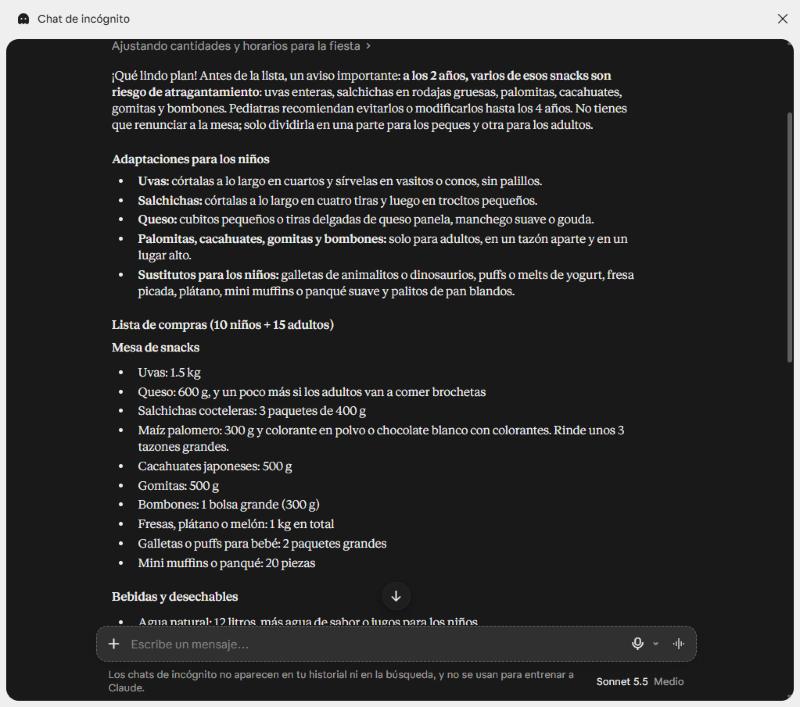 Chat de incógnito
Ajustando cantidades y horarios para la fiesta
¡Qué lindo plan! Antes de la lista, un aviso importante: a los 2 años, varios de esos snacks son
riesgo de atragantamiento: uvas enteras, salchichas en rodajas gruesas, palomitas, cacahuates,
gomitas y bombones. Pediatras recomiendan evitarlos o modificarlos hasta los 4 años. No tienes
que renunciar a la mesa; solo dividirla en una parte para los peques y otra para los adultos.
Adaptaciones para los niños
• Uvas: córtalas a lo largo en cuartos y sírvelas en vasitos o conos, sin palillos.
• Salchichas: córtalas a lo largo en cuatro tiras y luego en trocitos pequeños.
• Queso: cubitos pequeños o tiras delgadas de queso panela, manchego suave o gouda.
• Palomitas, cacahuates, gomitas y bombones: solo para adultos, en un tazón aparte y en un
lugar alto.
• Sustitutos para los niños: galletas de animalitos o dinosaurios, puffs o melts de yogurt, fresa
picada, plátano, mini muffins o panqué suave y palitos de pan blandos.
Lista de compras (10 niños + 15 adultos)
Mesa de snacks
• Uvas: 1.5 kg
• Queso: 600 g, y un poco más si los adultos van a comer brochetas
• Salchichas cocteleras: 3 paquetes de 400 g
• Maíz palomero: 300 g y colorante en polvo o chocolate blanco con colorantes. Rinde unos 3
tazones grandes.
• Cacahuates japoneses: 500 g
• Gomitas: 500 g
• Bombones: 1 bolsa grande (300 g)
• Fresas, plátano o melón: 1 kg en total
• Galletas o puffs para bebé: 2 paquetes grandes
• Mini muffins o panqué: 20 piezas
Bebidas y desechables
• Agua natural: 12 litros, más agua de sabor o jugos para los niños
Escribe un mensaje...
Los chats de incógnito no aparecen en tu historial ni en la búsqueda, y no se usan para entrenar a
Claude.
Sonnet 5.5 Medio